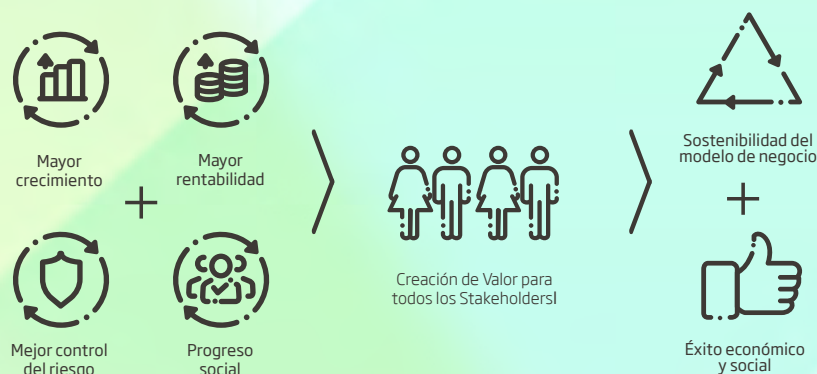 Mayor
crecimiento
Mayor
rentabilidad
+
Mejor control
del riesgo
Progreso
social
Creación de Valor para
todos los Stakeholdersl
Sostenibilidad del
modelo de negocio
+
Éxito económico
y social